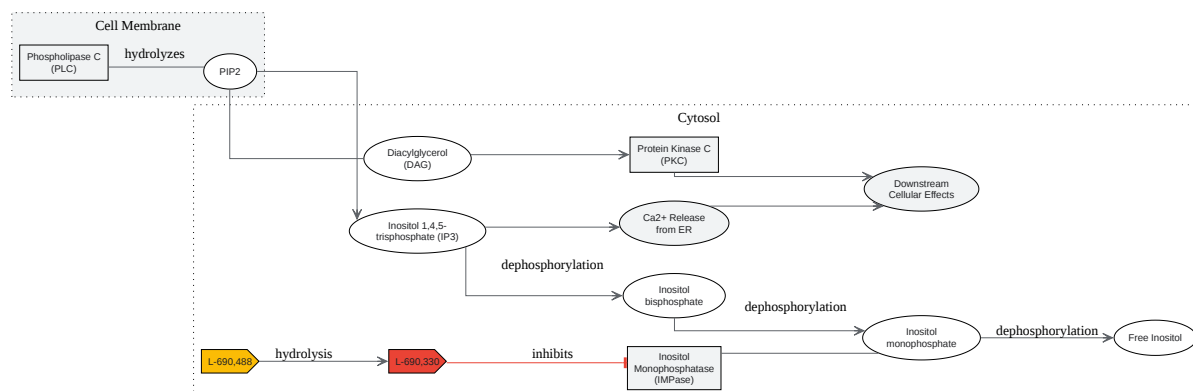 Cell Membrane
Phospholipase C
(PLC)
hydrolyzes
PIP2
Cytosol
Diacylglycerol
(DAG)
Protein Kinase C
(PKC)
Downstream
Cellular Effects
Inositol 1,4,5-
trisphosphate (IP3)
Ca2+ Release
from ER
dephosphorylation
Inositol
bisphosphate
dephosphorylation
Inositol
monophosphate
dephosphorylation
Free Inositol
L-690,488
hydrolysis
L-690,330
inhibits
Inositol
Monophosphatase
(IMPase)